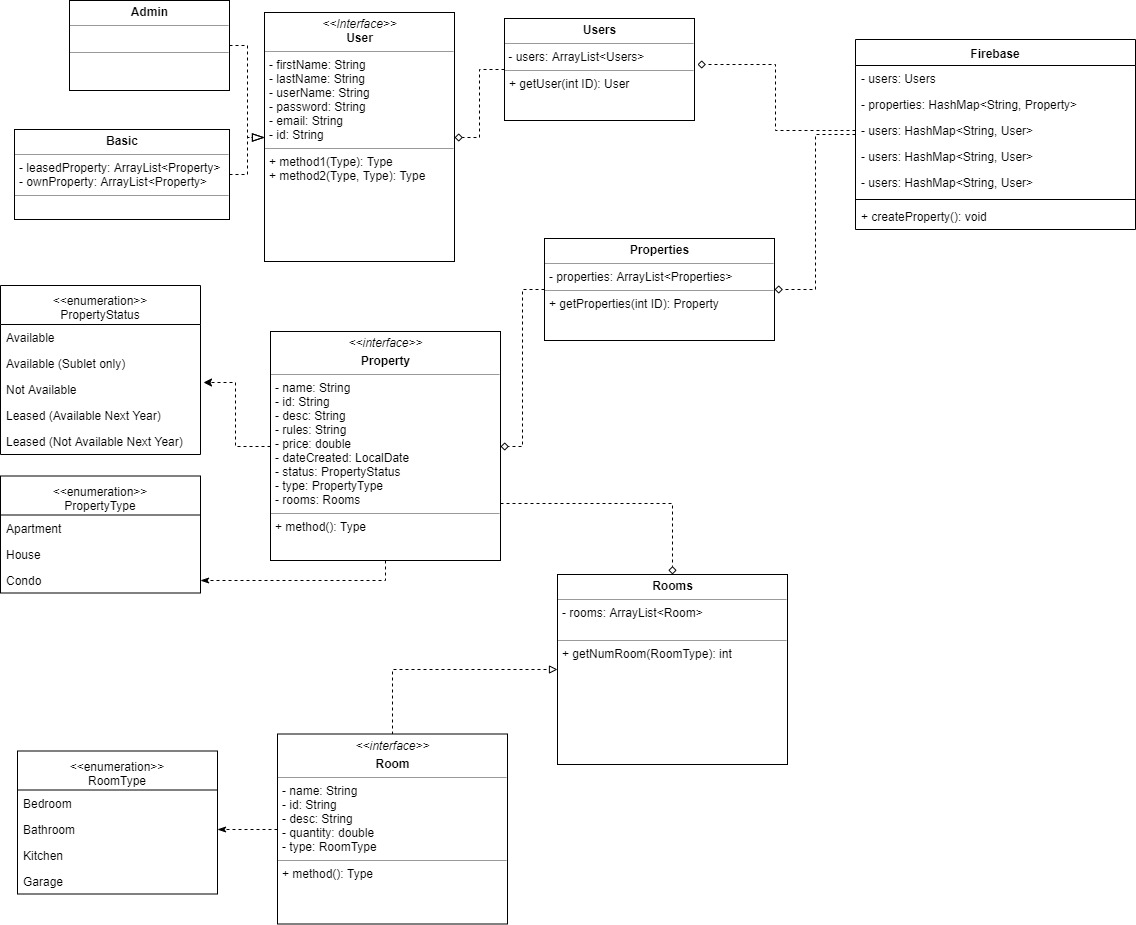 Admin
<<Interface>>
User
- firstName: String
- lastName: String
- userName: String
- password: String
- email: String
- id: String
+ method1(Type): Type
+ method2(Type, Type): Type
Users
- users: ArrayList<Users>
+ getUser(int ID): User
Firebase
- users: Users
- properties: HashMap<String, Property>
- users: HashMap<String, User>
- users: HashMap<String, User>
- users: HashMap<String, User>
+ createProperty(): void
Basic
- leasedProperty: ArrayList<Property>
- ownProperty: ArrayList<Property>
Properties
- properties: ArrayList<Properties>
+ getProperties(int ID): Property
<<enumeration>>
PropertyStatus
Available
Available (Sublet only)
Not Available
Leased (Available Next Year)
Leased (Not Available Next Year)
<<interface>>
Property
- name: String
- id: String
- desc: String
- rules: String
- price: double
- dateCreated: LocalDate
- status: PropertyStatus
- type: PropertyType
- rooms: Rooms
+ method(): Type
<<enumeration>>
PropertyType
Apartment
House
Condo
Rooms
- rooms: ArrayList<Room>
+ getNumRoom(RoomType): int
<<interface>>
Room
- name: String
- id: String
- desc: String
- quantity: double
- type: RoomType
+ method(): Type
<<enumeration>>
RoomType
Bedroom
Bathroom
Kitchen
Garage